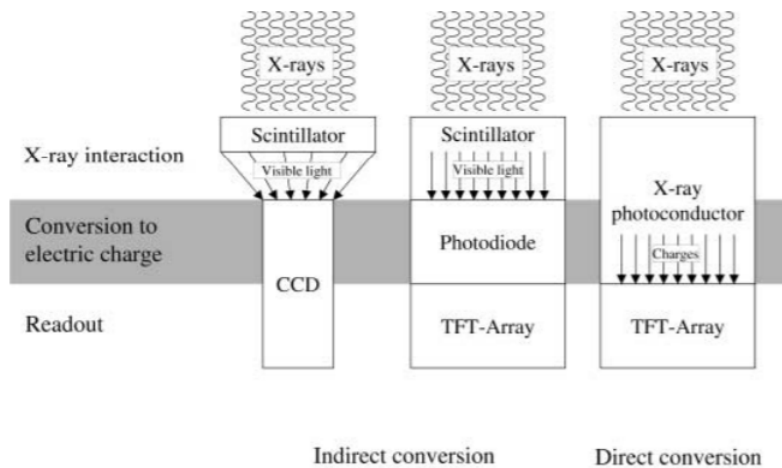 X-rays
X-rays
X-rays
Scintillator
Scintillator
X-ray interaction
Visible light
Visible light
X-ray
photoconductor
Conversion to
electric charge
Photodiode
Charges
CCD
Readout
TFT-Array
TFT-Array
Indirect conversion
Direct conversion